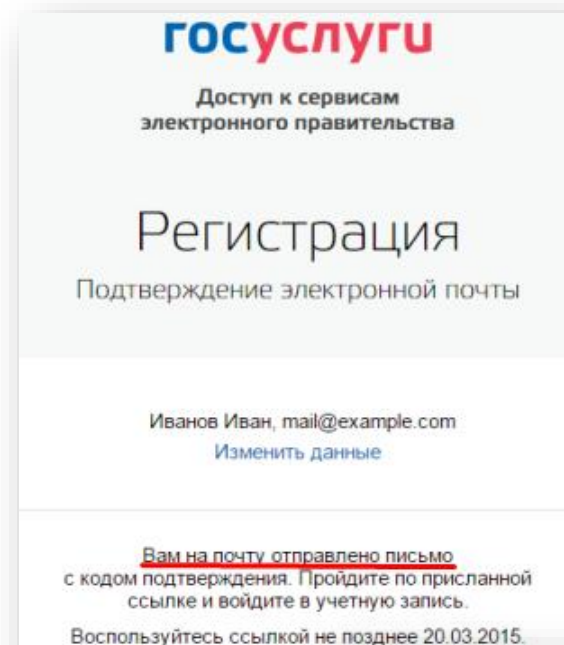 госуслуги
Доступ к сервисам
электронного правительства
Регистрация
Подтверждение электронной почты
Иванов Иван, mail@example.com
Изменить данные
Вам на почту отправлено письмо
с кодом подтверждения. Пройдите по присланной
ссылке и войдите в учетную запись.
Воспользуйтесь ссылкой не позднее 20.03.2015.